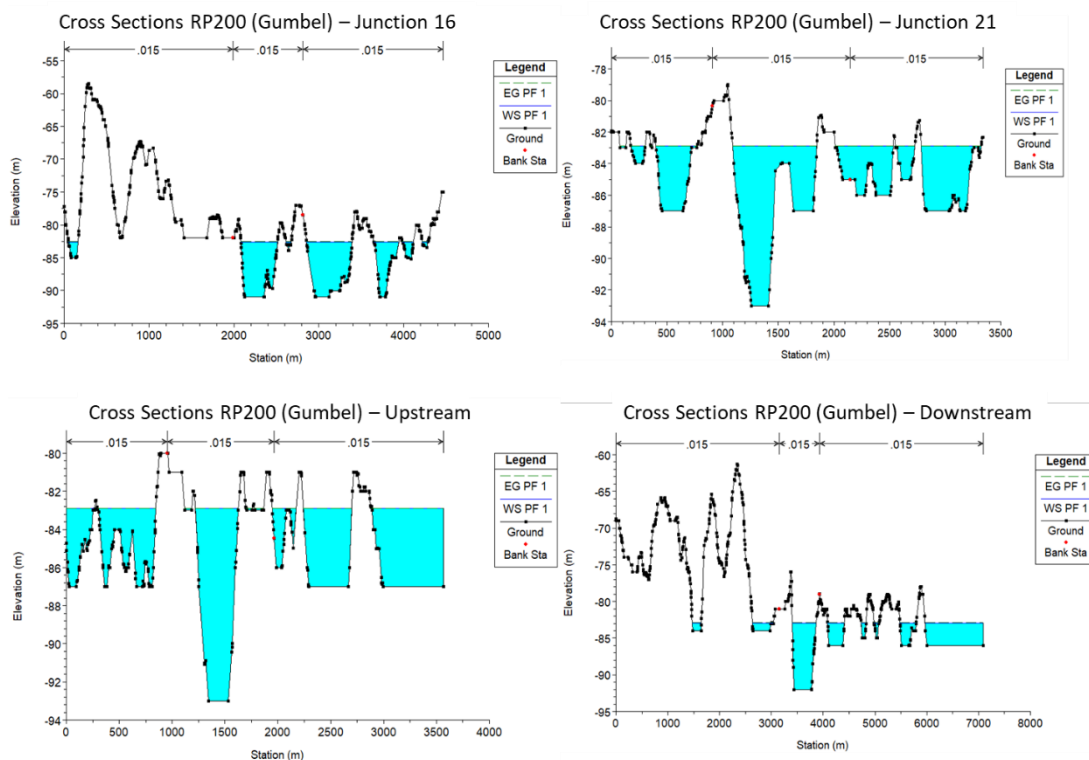 Cross Sections RP200 (Gumbel) – Junction 16
.015 .015 .015
Legend
EG PF 1
WS PF 1
Ground
Bank Sta
Elevation (m)
-55
-60
-65
-70
-75
-80
-85
-90
-95
0 1000 2000 3000 4000 5000
Station (m)
Cross Sections RP200 (Gumbel) – Junction 21
.015 .015 .015
Legend
EG PF 1
WS PF 1
Ground
Bank Sta
Elevation (m)
-78
-80
-82
-84
-86
-88
-90
-92
-94
0 500 1000 1500 2000 2500 3000 3500
Station (m)
Cross Sections RP200 (Gumbel) – Upstream
.015 .015 .015
Legend
EG PF 1
WS PF 1
Ground
Bank Sta
Elevation (m)
-80
-82
-84
-86
-88
-90
-92
-94
0 500 1000 1500 2000 2500 3000 3500 4000
Station (m)
Cross Sections RP200 (Gumbel) – Downstream
.015 .015 .015
Legend
EG PF 1
WS PF 1
Ground
Bank Sta
Elevation (m)
-60
-65
-70
-75
-80
-85
-90
-95
0 1000 2000 3000 4000 5000 6000 7000 8000
Station (m)